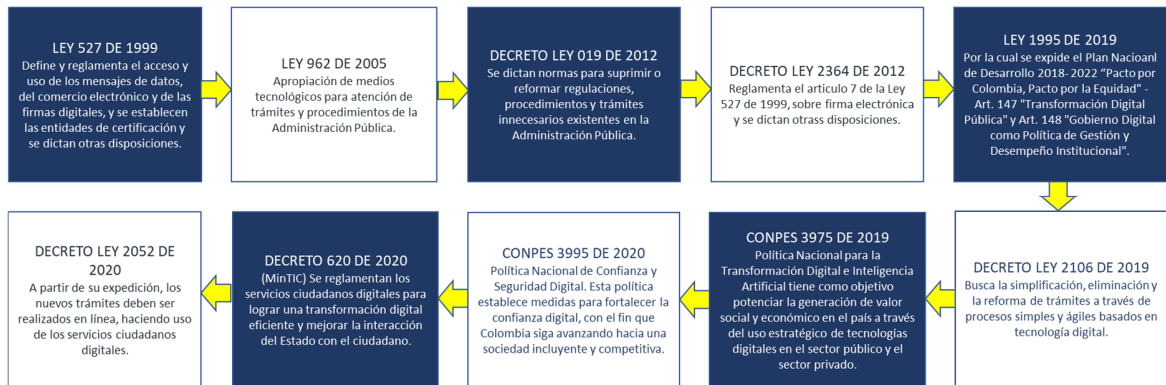 LEY 527 DE 1999
Define y reglamenta el acceso y
uso de los mensajes de datos,
del comercio electrónico y de las
firmas digitales, y se establecen
las entidades de certificación y
se dictan otras disposiciones.
LEY 962 DE 2005
Apropiación de medios
tecnológicos para atención de
trámites y procedimientos de la
Administración Pública.
DECRETO LEY 019 DE 2012
Se dictan normas para suprimir o
reformar regulaciones,
procedimientos y trámites
innecesarios existentes en la
Administración Pública.
DECRETO LEY 2364 DE 2012
Reglamenta el articulo 7 de la Ley
527 de 1999, sobre firma electrónica
y se dictan otrass disposiciones.
LEY 1995 DE 2019
Por la cual se expide el Plan Nacioanl
de Desarrollo 2018- 2022 “Pacto por
Colombia, Pacto por la Equidad" -
Art. 147 "Transformación Digital
Pública" y Art. 148 "Gobierno Digital
como Política de Gestión y
Desempeño Institucional".
DECRETO LEY 2106 DE 2019
Busca la simplificación, eliminación y
la reforma de trámites a través de
procesos simples y ágiles basados en
tecnología digital.
CONPES 3975 DE 2019
Política Nacional para la
Transformación Digital e Inteligencia
Artificial tiene como objetivo
potenciar la generación de valor
social y económico en el país a través
del uso estratégico de tecnologías
digitales en el sector público y el
sector privado.
CONPES 3995 DE 2020
Política Nacional de Confianza y
Seguridad Digital. Esta política
establece medidas para fortalecer la
confianza digital, con el fin que
Colombia siga avanzando hacia una
sociedad incluyente y competitiva.
DECRETO 620 DE 2020
(MinTIC) Se reglamentan los
servicios ciudadanos digitales para
lograr una transformación digital
eficiente y mejorar la interacción
del Estado con el ciudadano.
DECRETO LEY 2052 DE
2020
A partir de su expedición, los
nuevos trámites deben ser
realizados en línea, haciendo uso
de los servicios ciudadanos
digitales.